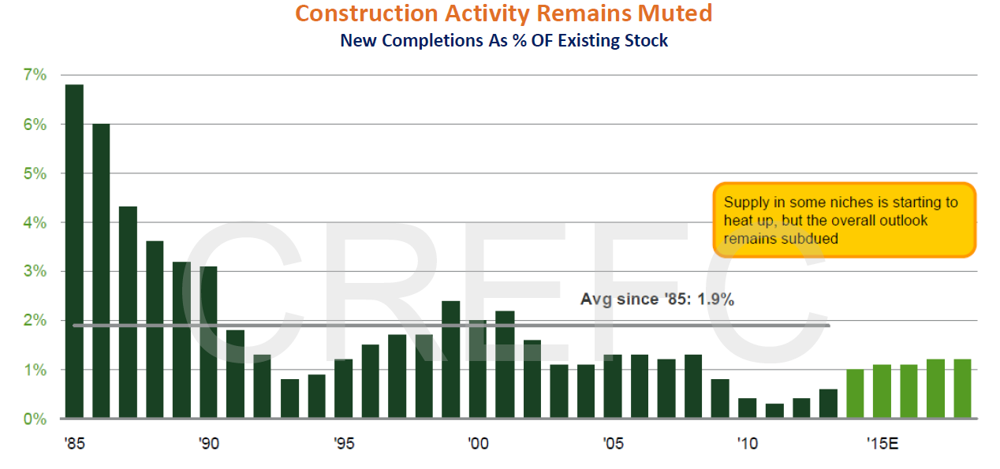 Construction Activity Remains Muted
New Completions As % OF Existing Stock
7%
6%
5%
4%
3%
2%
1%
0%
Supply in some niches is starting to
heat up, but the overall outlook
remains subdued
Avg since '85: 1.9%
CREFC
'85 '90 '95 '00 '05 '10 '15E